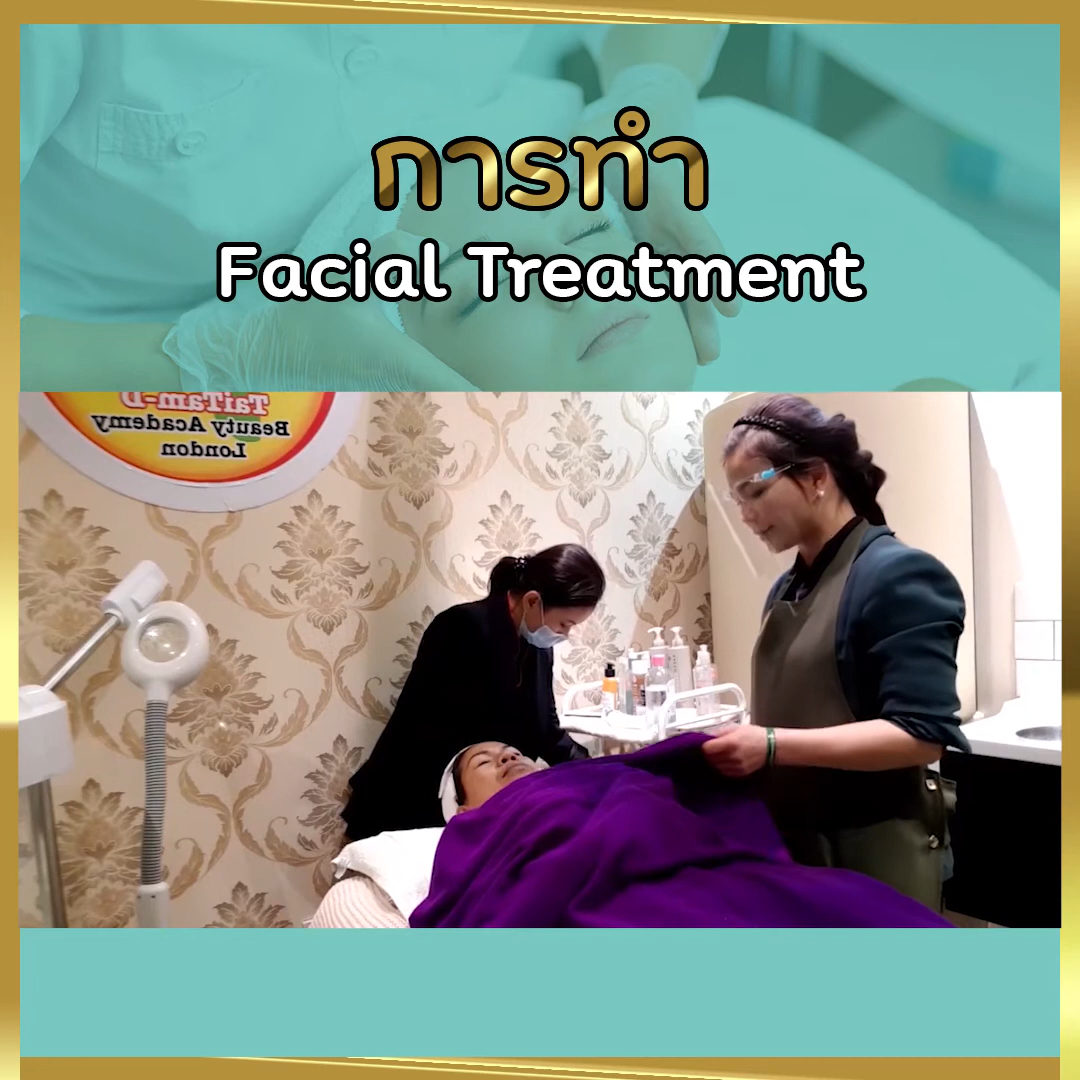 การทำ
Facial Treatment
TaiTam-D
Beauty Academy
London